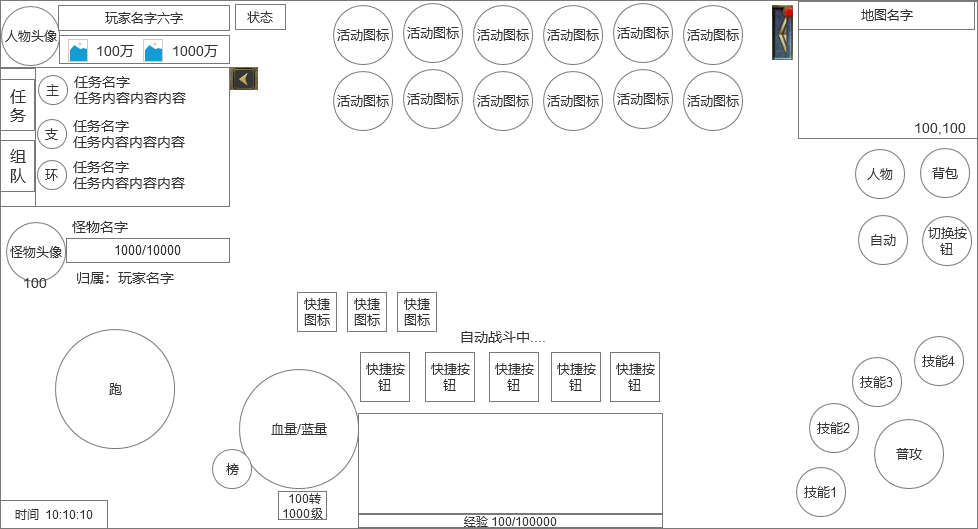 人物头像
玩家名字六字
状态
100万
1000万
活动图标
活动图标
活动图标
活动图标
活动图标
活动图标
活动图标
活动图标
活动图标
活动图标
活动图标
活动图标
地图名字
100,100
任
务
组
队
主
任务名字
任务内容内容内容
支
任务名字
任务内容内容内容
环
任务名字
任务内容内容内容
人物
背包
自动
切换按
钮
怪物名字
怪物头像
1000/10000
100
归属：玩家名字
快捷
图标
快捷
图标
快捷
图标
自动战斗中....
快捷按
钮
快捷按
钮
快捷按
钮
快捷按
钮
快捷按
钮
跑
血量/蓝量
榜
100转
1000级
经验 100/100000
时间 10:10:10
技能4
技能3
技能2
普攻
技能1